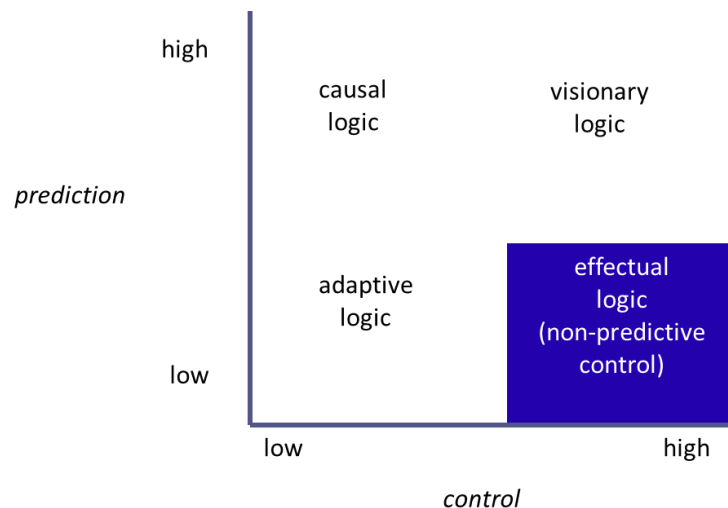 high
causal
logic
visionary
logic
prediction
adaptive
logic
effectual
logic
(non-predictive
control)
low
low
high
control